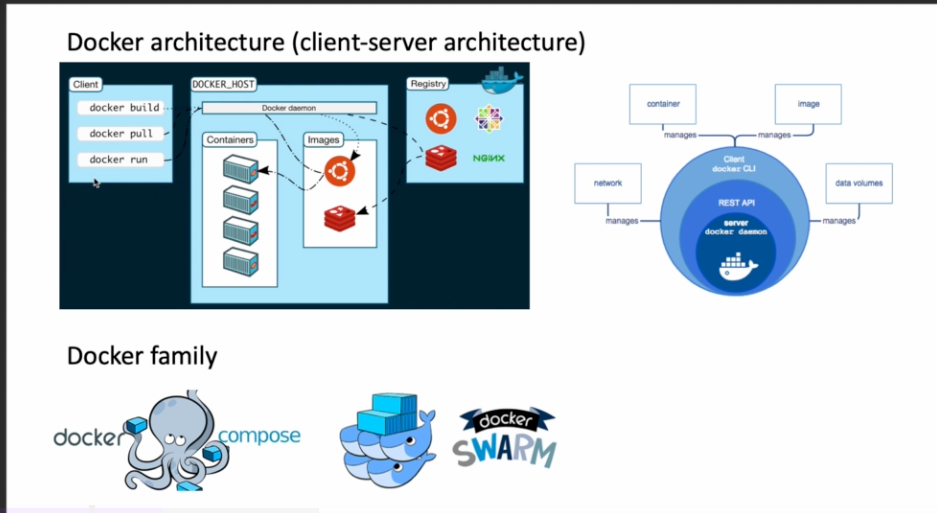 Docker architecture (client-server architecture)
Client
docker build
docker pull
docker run
DOCKER_HOST
Docker daemon
Containers
Images
Registry
NGINX
container
image
manages
manages
Client
docker CLI
network
data volumes
REST API
manages
manages
server
docker daemon
Docker family
docker compose
docker
SWARM